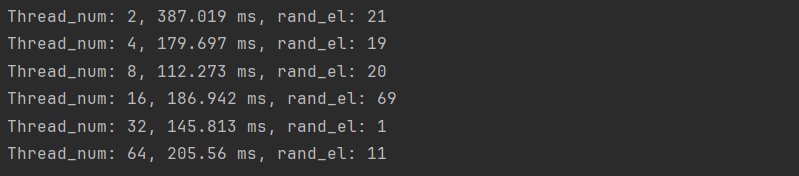 Thread_num: 2, 387.019 ms, rand_el: 21
Thread_num: 4, 179.697 ms, rand_el: 19
Thread_num: 8, 112.273 ms, rand_el: 20
Thread_num: 16, 186.942 ms, rand_el: 69
Thread_num: 32, 145.813 ms, rand_el: 1
Thread_num: 64, 205.56 ms, rand_el: 11